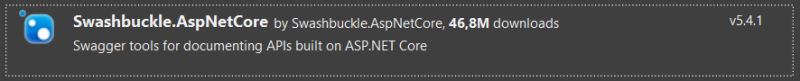 Swashbuckle.AspNetCore by Swashbuckle.AspNetCore, 46,8M downloads v5.4.1
Swagger tools for documenting APIs built on ASP.NET Core